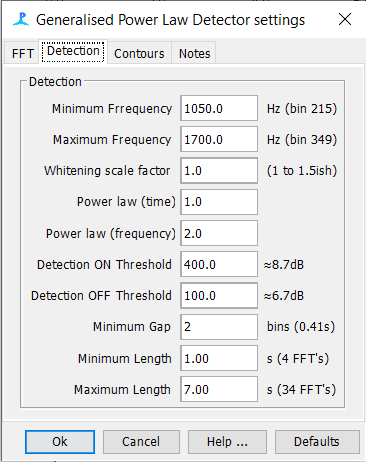 Generalised Power Law Detector settings
FFT Detection Contours Notes
Detection
Minimum Frrequency 1050.0 Hz (bin 215)
Maximum Frequency 1700.0 Hz (bin 349)
Whitening scale factor 1.0 (1 to 1.5ish)
Power law (time) 1.0
Power law (frequency) 2.0
Detection ON Threshold 400.0 ≈8.7dB
Detection OFF Threshold 100.0 ≈6.7dB
Minimum Gap 2 bins (0.41s)
Minimum Length 1.00 s (4 FFT's)
Maximum Length 7.00 s (34 FFT's)
Ok Cancel Help ... Defaults